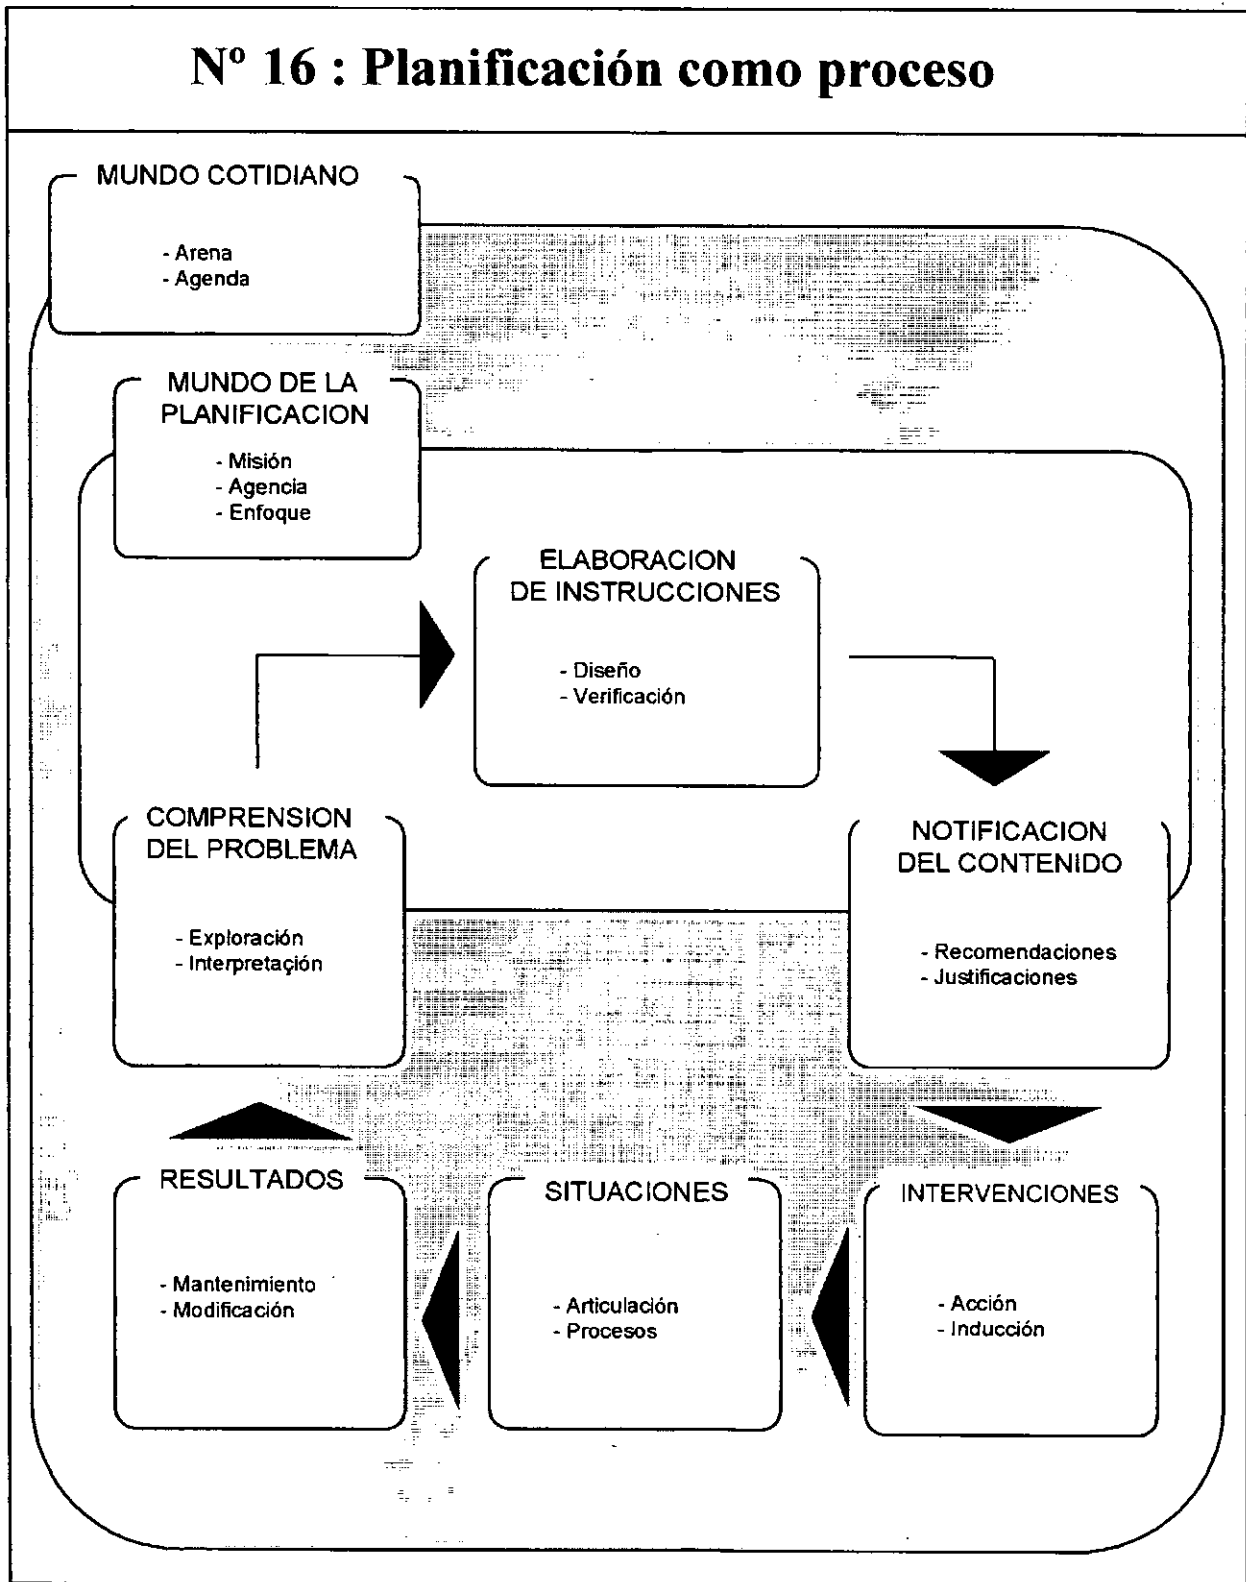 Nº 16 : Planificación como proceso
MUNDO COTIDIANO
- Arena
- Agenda
MUNDO DE LA
PLANIFICACION
- Misión
- Agencia
- Enfoque
ELABORACION
DE INSTRUCCIONES
- Diseño
- Verificación
COMPRENSION
DEL PROBLEMA
- Exploración
- Interpretación
NOTIFICACION
DEL CONTENIDO
- Recomendaciones
- Justificaciones
RESULTADOS
- Mantenimiento
- Modificación
SITUACIONES
- Articulación
- Procesos
INTERVENCIONES
- Acción
- Inducción